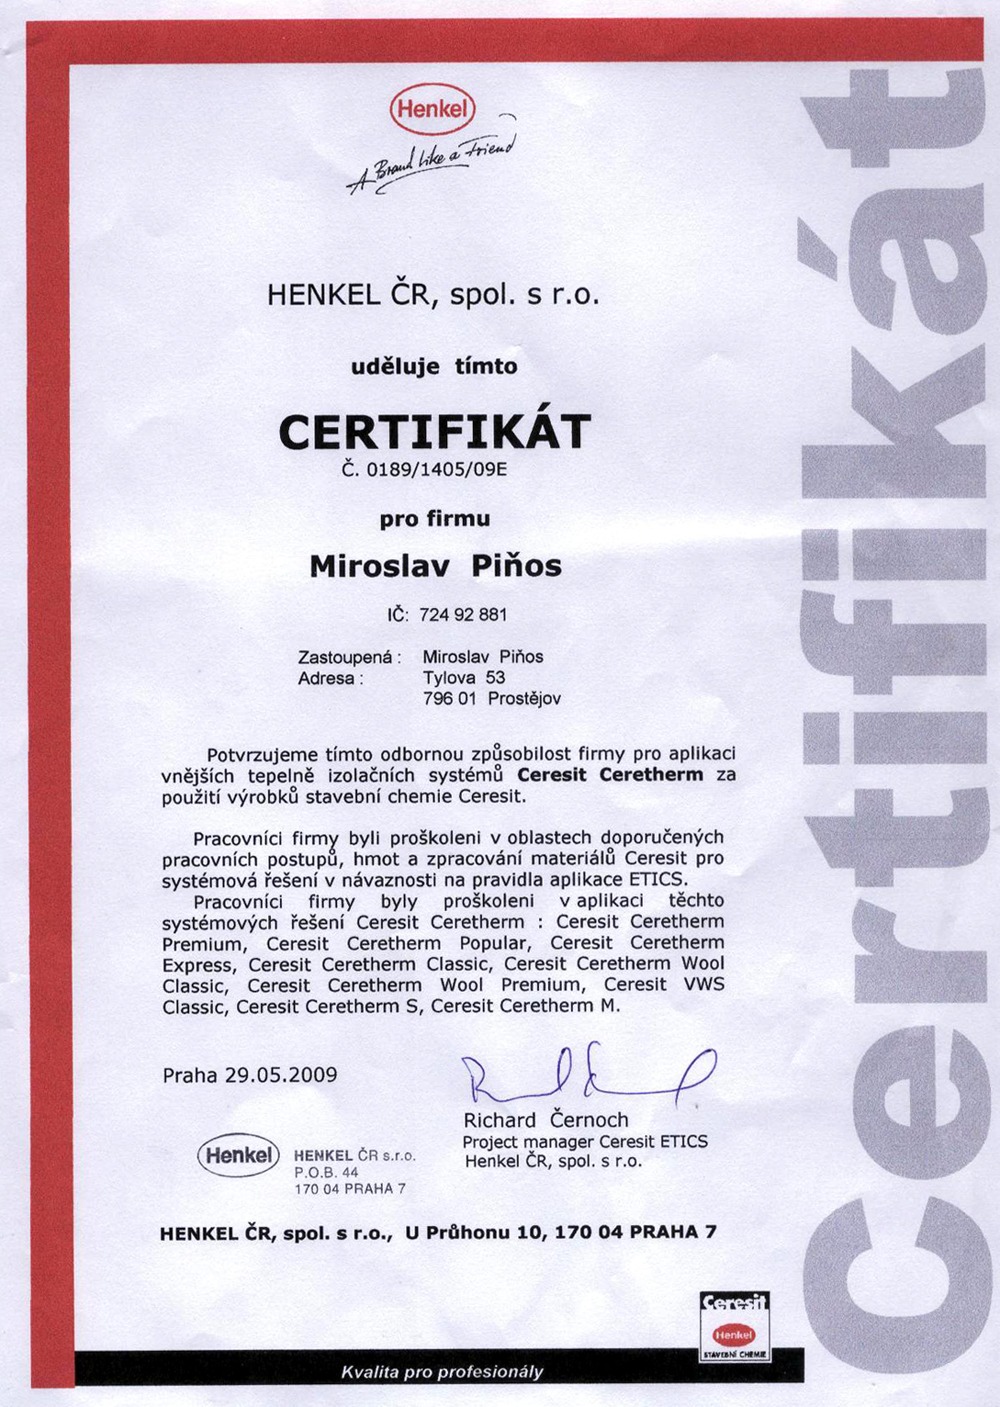 Henkel
A Brand like a Friend
HENKEL ČR, spol. s r.o.
uděluje tímto
CERTIFIKÁT
Č. 0189/1405/09E
pro firmu
Miroslav Piňos
IČ: 724 92 881
Zastoupená : Miroslav Piňos
Adresa : Tylova 53
796 01 Prostějov
Potvrzujeme tímto odbornou způsobilost firmy pro aplikaci
vnějších tepelně izolačních systémů Ceresit Ceretherm za
použití výrobků stavební chemie Ceresit.
Pracovníci firmy byli proškoleni v oblastech doporučených
pracovních postupů, hmot a zpracování materiálů Ceresit pro
systémová řešení v návaznosti na pravidla aplikace ETICS.
Pracovníci firmy byly proškoleni v aplikaci těchto
systémových řešení Ceresit Ceretherm : Ceresit Ceretherm
Premium, Ceresit Ceretherm Popular, Ceresit Ceretherm
Express, Ceresit Ceretherm Classic, Ceresit Ceretherm Wool
Classic, Ceresit Ceretherm Wool Premium, Ceresit VWS
Classic, Ceresit Ceretherm S, Ceresit Ceretherm M.
Praha 29.05.2009
Richard Černoch
Project manager Ceresit ETICS
Henkel ČR, spol. s r.o.
Henkel
HENKEL ČR s.r.o.
P.O.B. 44
170 04 PRAHA 7
HENKEL ČR, spol. s r.o., U Průhonu 10, 170 04 PRAHA 7
Ceresit
Henkel
STAVEBNÍ CHEMIE
Kvalita pro profesionály
Certifikát